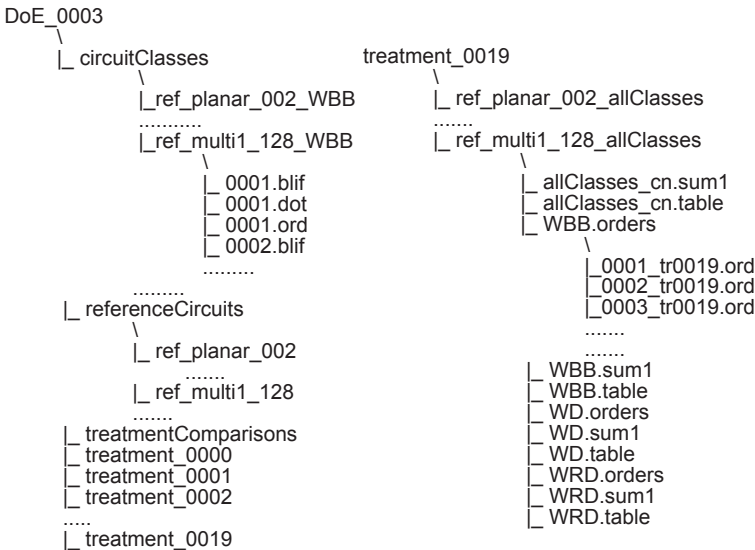 DoE_0003
\
|_ circuitClasses
\
|_ref_planar_002_WBB
...........
|_ref_multi1_128_WBB
\
|_ 0001.blif
|_ 0001.dot
|_ 0001.ord
|_ 0002.blif
.........
.........
|_ referenceCircuits
\
|_ ref_planar_002
.......
|_ ref_multi1_128
.......
|_ treatmentComparisons
|_ treatment_0000
|_ treatment_0001
|_ treatment_0002
.....
|_ treatment_0019
treatment_0019
\
|_ ref_planar_002_allClasses
.......
|_ ref_multi1_128_allClasses
\
|_ allClasses_cn.sum1
|_ allClasses_cn.table
|_ WBB.orders
\
|_0001_tr0019.ord
|_0002_tr0019.ord
|_0003_tr0019.ord
.......
.......
|_ WBB.sum1
|_ WBB.table
|_ WD.orders
|_ WD.sum1
|_ WD.table
|_ WRD.orders
|_ WRD.sum1
|_ WRD.table